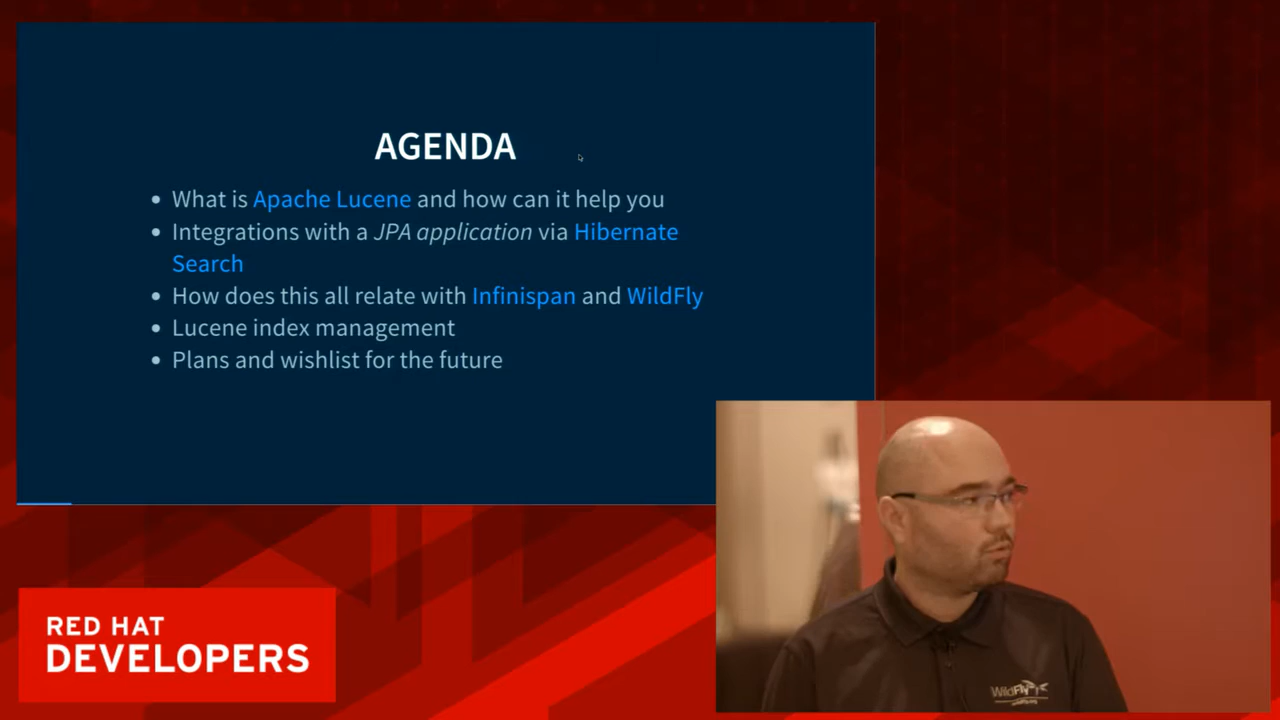 AGENDA
What is Apache Lucene and how can it help you
Integrations with a JPA application via Hibernate
Search
How does this all relate with Infinispan and WildFly
Lucene index management
Plans and wishlist for the future
RED HAT
DEVELOPERS
WildFly